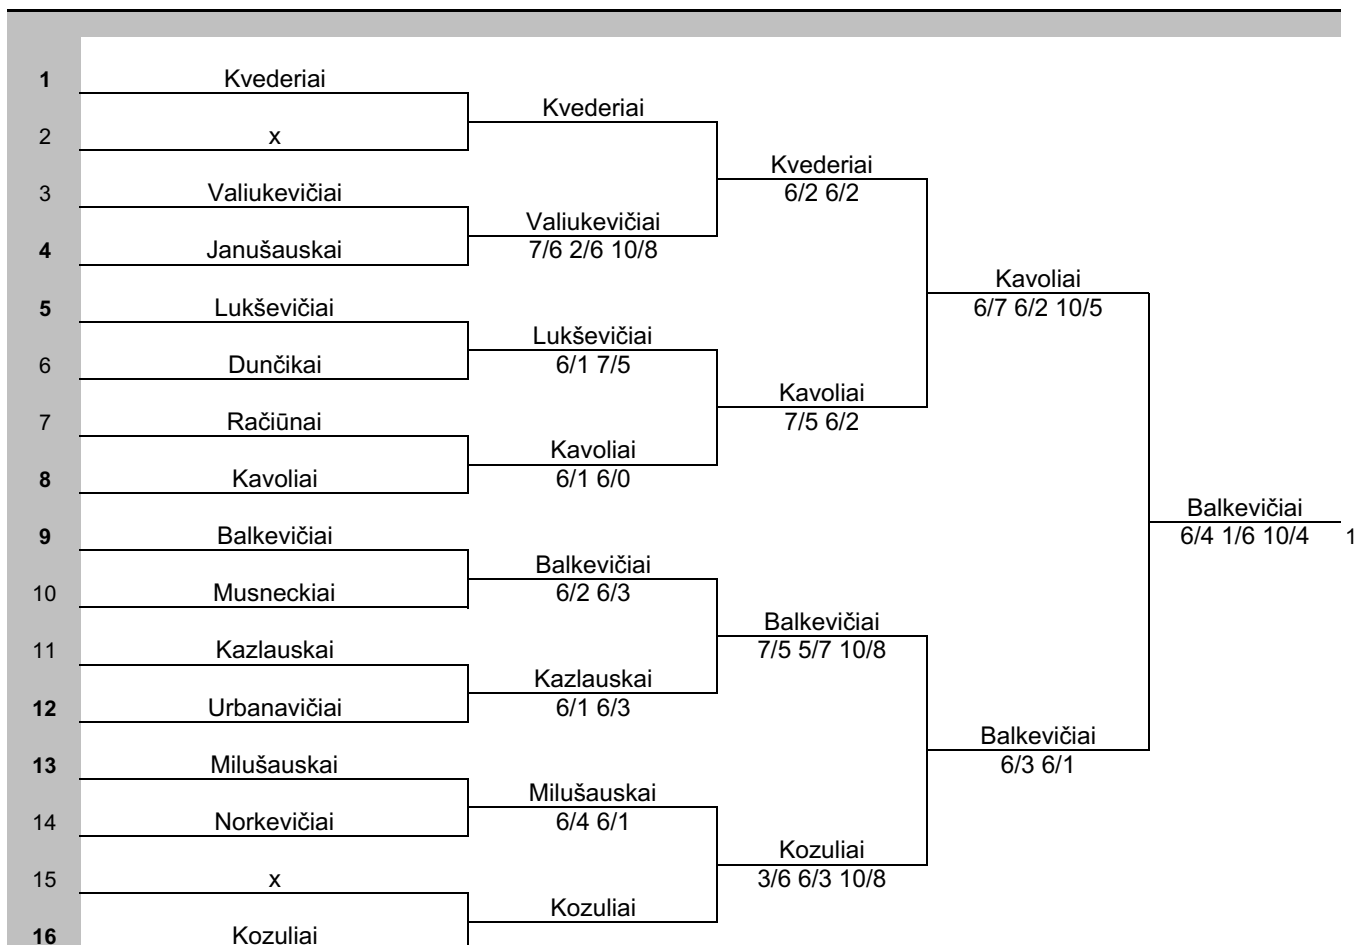 1 Kvederiai
Kvederiai
2 x
Kvederiai
3 Valiukevičiai 6/2 6/2
Valiukevičiai
4 Janušauskai 7/6 2/6 10/8
Kavoliai
5 Lukševičiai 6/7 6/2 10/5
Lukševičiai
6 Dunčikai 6/1 7/5
Kavoliai
7 Račiūnai 7/5 6/2
Kavoliai
8 Kavoliai 6/1 6/0
Balkevičiai
9 Balkevičiai 6/4 1/6 10/4 1
Balkevičiai
10 Musneckiai 6/2 6/3
Balkevičiai
11 Kazlauskai 7/5 5/7 10/8
Kazlauskai
12 Urbanavičiai 6/1 6/3
Balkevičiai
13 Milušauskai 6/3 6/1
Milušauskai
14 Norkevičiai 6/4 6/1
Kozuliai
15 x 3/6 6/3 10/8
Kozuliai
16 Kozuliai